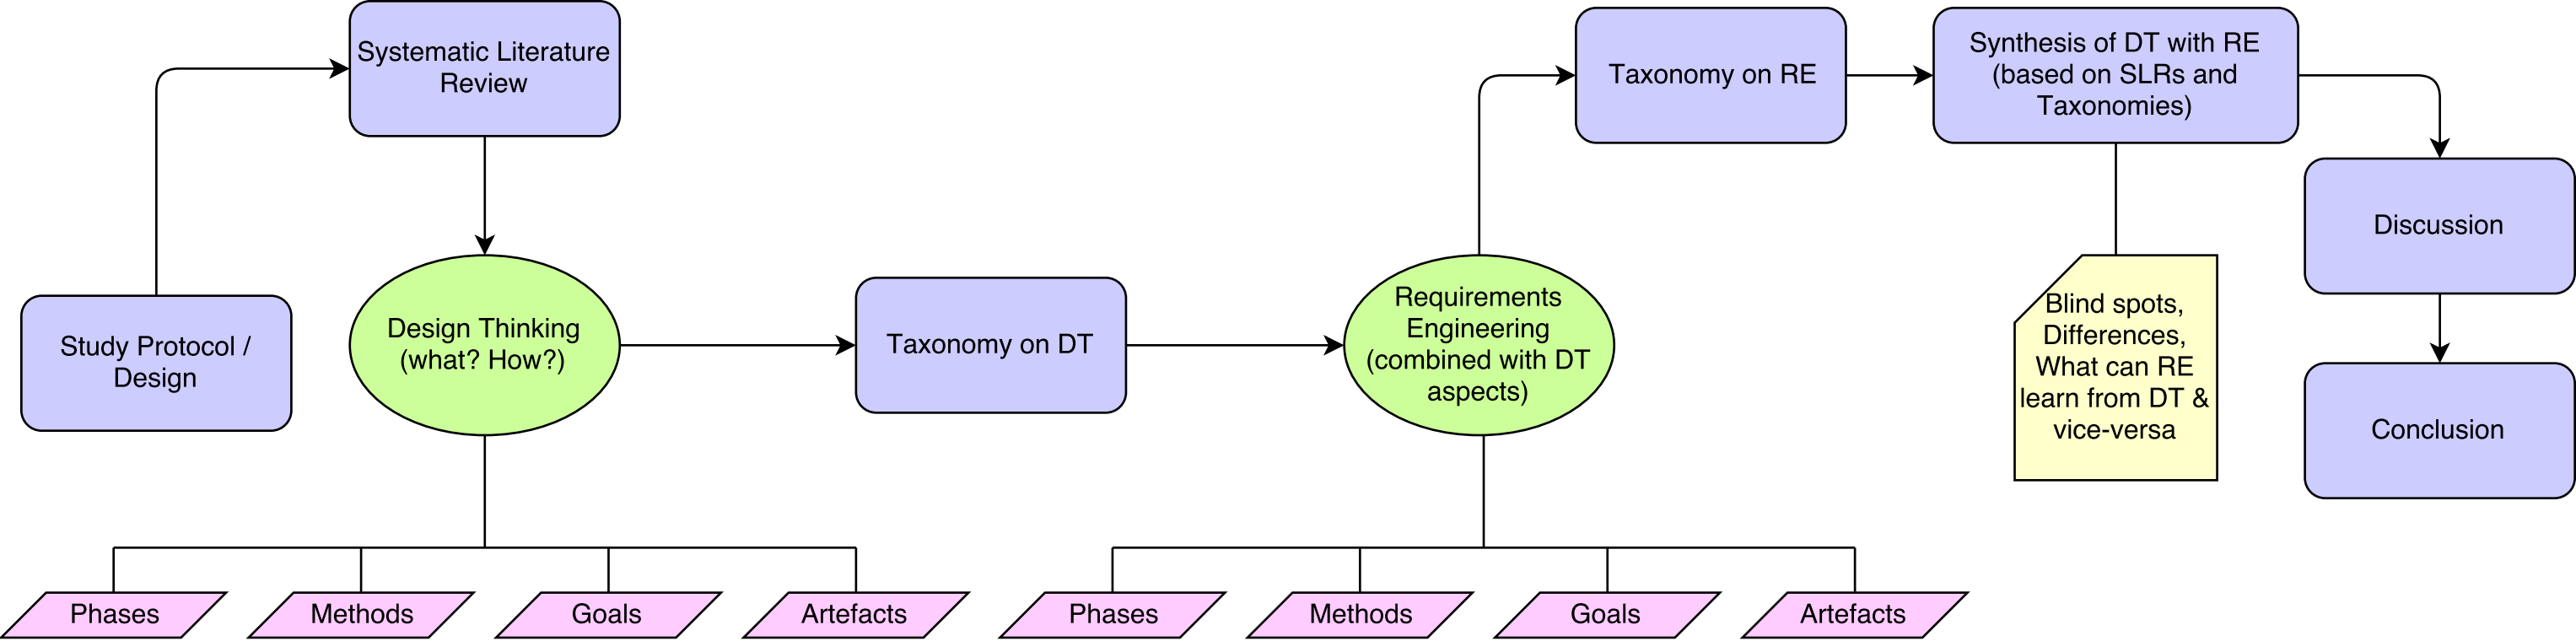 Systematic Literature
Review
Study Protocol /
Design
Design Thinking
(what? How?)
Phases
Methods
Goals
Artefacts
Taxonomy on DT
Requirements
Engineering
(combined with DT
aspects)
Phases
Methods
Goals
Artefacts
Taxonomy on RE
Synthesis of DT with RE
(based on SLRs and
Taxonomies)
Blind spots,
Differences,
What can RE
learn from DT &
vice-versa
Discussion
Conclusion